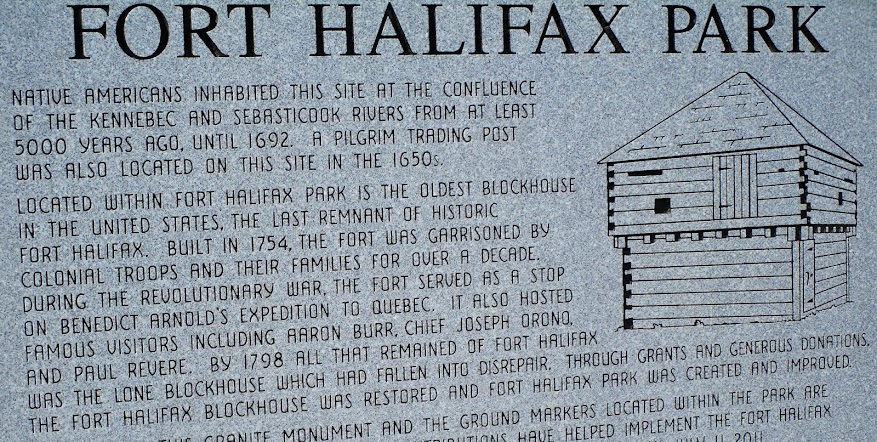 FORT HALIFAX PARK
NATIVE AMERICANS INHABITED THIS SITE AT THE CONFLUENCE
OF THE KENNEBEC AND SEBASTICOOK RIVERS FROM AT LEAST
5000 YEARS AGO, UNTIL 1692. A PILGRIM TRADING POST
WAS ALSO LOCATED ON THIS SITE IN THE 1650s.
LOCATED WITHIN FORT HALIFAX PARK IS THE OLDEST BLOCKHOUSE
IN THE UNITED STATES, THE LAST REMNANT OF HISTORIC
FORT HALIFAX. BUILT IN 1754, THE FORT WAS GARRISONED BY
COLONIAL TROOPS AND THEIR FAMILIES FOR OVER A DECADE.
DURING THE REVOLUTIONARY WAR, THE FORT SERVED AS A STOP
ON BENEDICT ARNOLD'S EXPEDITION TO QUEBEC. IT ALSO HOSTED
FAMOUS VISITORS INCLUDING AARON BURR, CHIEF JOSEPH ORONO,
AND PAUL REVERE. BY 1798 ALL THAT REMAINED OF FORT HALIFAX
WAS THE LONE BLOCKHOUSE WHICH HAD FALLEN INTO DISREPAIR. THROUGH GRANTS AND GENEROUS DONATIONS,
THE FORT HALIFAX BLOCKHOUSE WAS RESTORED AND FORT HALIFAX PARK WAS CREATED AND IMPROVED.
THIS GRANITE MONUMENT AND THE GROUND MARKERS LOCATED WITHIN THE PARK ARE
HAVE HELPED IMPLEMENT THE FORT HALIFAX